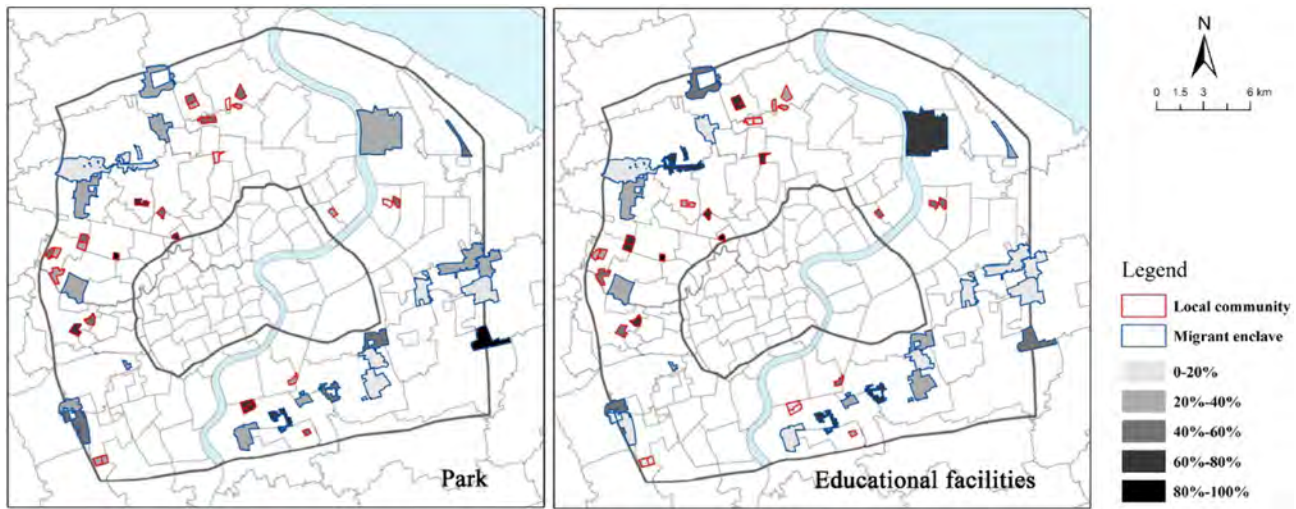 N
0 1.5 3 6 km
Legend
Local community
Migrant enclave
0-20%
20%-40%
40%-60%
60%-80%
80%-100%
Park
Educational facilities